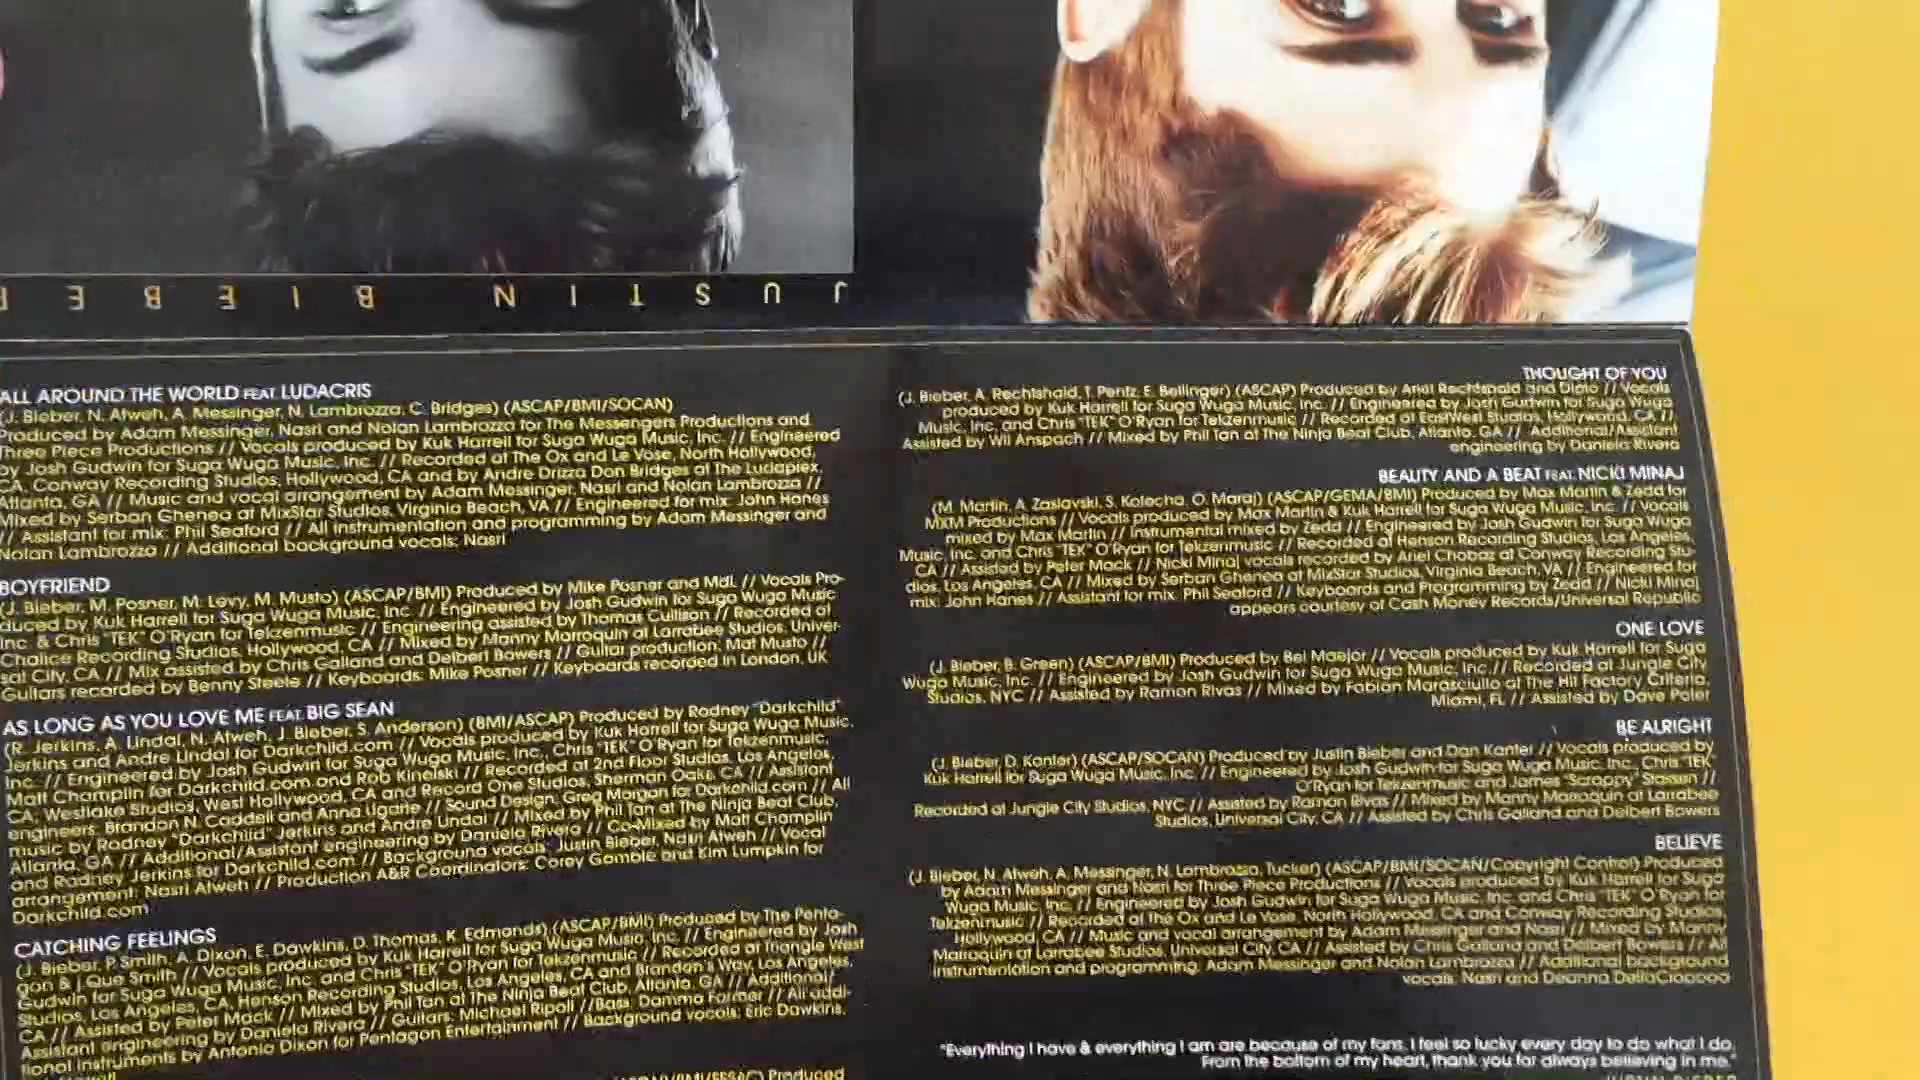 JUSTIN BIEBER
ALL AROUND THE WORLD FEAT. LUDACRIS
(J. Bieber, N. Atweh, A. Messinger, N. Lambrozza, C. Bridges) (ASCAP/BMI/SOCAN)
Produced by Adam Messinger, Nasri and Nolan Lambrozza for The Messengers Productions and
Three Piece Productions // Vocals produced by Kuk Harrell for Suga Wuga Music, Inc. // Engineered
by Josh Gudwin for Suga Wuga Music, Inc. // Recorded at The Ox and Le Vose, North Hollywood,
CA, Conway Recording Studios, Hollywood, CA and by Andre Drizza Don Bridges at The Ludaplex,
Atlanta, GA // Music and vocal arrangement by Adam Messinger, Nasri and Nolan Lambrozza //
Mixed by Serban Ghenea at MixStar Studios, Virginia Beach, VA // Engineered for mix: John Hanes
// Assistant for mix: Phil Seaford // All instrumentation and programming by Adam Messinger and
Nolan Lambrozza // Additional background vocals: Nasri
BOYFRIEND
(J. Bieber, M. Posner, M. Levy, M. Musto) (ASCAP/BMI) Produced by Mike Posner and MdL // Vocals Pro-
duced by Kuk Harrell for Suga Wuga Music, Inc. // Engineered by Josh Gudwin for Suga Wuga Music
Inc. & Chris "TEK" O'Ryan for Tekzenmusic // Engineering assisted by Thomas Cullison // Recorded at
Chalice Recording Studios, Hollywood, CA // Mixed by Manny Marroquin at Larrabee Studios, Univer-
sal City, CA // Mix assisted by Chris Galland and Delbert Bowers // Guitar production: Mat Musto //
Guitars recorded by Benny Steele // Keyboards: Mike Posner // Keyboards recorded in London, UK
AS LONG AS YOU LOVE ME FEAT. BIG SEAN
(R. Jerkins, A. Lindal, N. Atweh, J. Bieber, S. Anderson) (BMI/ASCAP) Produced by Rodney "Darkchild"
Jerkins and Andre Lindal for Darkchild.com // Vocals produced by Kuk Harrell for Suga Wuga Music,
Inc. // Engineered by Josh Gudwin for Suga Wuga Music, Inc., Chris "TEK" O'Ryan for Tekzenmusic,
Matt Champlin for Darkchild.com and Rob Kinelski // Recorded at 2nd Floor Studios, Los Angeles,
CA, Westlake Studios, West Hollywood, CA and Record One Studios, Sherman Oaks, CA // Assistant
engineers, Brandon N. Caddell and Anna Ugarte // Sound Design, Greg Morgan for Darkchild.com // All
music by Rodney "Darkchild" Jerkins and Andre Lindal // Mixed by Phil Tan at The Ninja Beat Club,
Atlanta, GA // Additional/Assistant engineering by Daniela Rivera // Co-Mixed by Matt Champlin
and Rodney Jerkins for Darkchild.com // Background vocals: Justin Bieber, Nasri Atweh // Vocal
arrangement: Nasri Atweh // Production A&R Coordinators: Corey Gamble and Kim Lumpkin for
Darkchild.com
CATCHING FEELINGS
(J. Bieber, P. Smith, A. Dixon, E. Dawkins, D. Thomas, K. Edmonds) (ASCAP/BMI) Produced by The Penta-
gon & J Que Smith // Vocals produced by Kuk Harrell for Suga Wuga Music, Inc. // Engineered by Josh
Gudwin for Suga Wuga Music, Inc. and Chris "TEK" O'Ryan for Tekzenmusic // Recorded at Triangle West
Studios, Los Angeles, CA, Henson Recording Studios, Los Angeles, CA and Brandon's Way, Los Angeles,
CA // Assisted by Peter Mack // Mixed by Phil Tan at The Ninja Beat Club, Atlanta, GA // Additional/
Assistant engineering by Daniela Rivera // Guitars: Michael Ripoll // Bass: Dammo Farmer // All addi-
tional instruments by Antonio Dixon for Pentagon Entertainment // Background vocals: Eric Dawkins,
Produced
THOUGHT OF YOU
(J. Bieber, A. Rechtshaid, T. Pentz, E. Bellinger) (ASCAP) Produced by Ariel Rechtshaid and Diplo // Vocals
produced by Kuk Harrell for Suga Wuga Music, Inc. // Engineered by Josh Gudwin for Suga Wuga
Music, Inc. and Chris "TEK" O'Ryan for Tekzenmusic // Recorded at EastWest Studios, Hollywood, CA //
Assisted by Wil Anspach // Mixed by Phil Tan at The Ninja Beat Club, Atlanta, GA // Additional/Assistant
engineering by Daniela Rivera
BEAUTY AND A BEAT FEAT. NICKI MINAJ
(M. Martin, A. Zaslavski, S. Kotecha, O. Maraj) (ASCAP/GEMA/BMI) Produced by Max Martin & Zedd for
MXM Productions // Vocals produced by Max Martin & Kuk Harrell for Suga Wuga Music, Inc. // Vocals
mixed by Max Martin // Instrumental mixed by Zedd // Engineered by Josh Gudwin for Suga Wuga
Music, Inc. and Chris "TEK" O'Ryan for Tekzenmusic // Recorded at Henson Recording Studios, Los Angeles,
CA // Assisted by Peter Mack // Nicki Minaj vocals recorded by Ariel Chobaz at Conway Recording Stu-
dios, Los Angeles, CA // Mixed by Serban Ghenea at MixStar Studios, Virginia Beach, VA // Engineered for
mix: John Hanes // Assistant for mix: Phil Seaford // Keyboards and Programming by Zedd // Nicki Minaj
appears courtesy of Cash Money Records/Universal Republic
ONE LOVE
(J. Bieber, B. Green) (ASCAP/BMI) Produced by Bei Maejor // Vocals produced by Kuk Harrell for Suga
Wuga Music, Inc. // Engineered by Josh Gudwin for Suga Wuga Music, Inc. // Recorded at Jungle City
Studios, NYC // Assisted by Ramon Rivas // Mixed by Fabian Marasciullo at The Hit Factory Criteria,
Miami, FL // Assisted by Dave Poler
BE ALRIGHT
(J. Bieber, D. Kanter) (ASCAP/SOCAN) Produced by Justin Bieber and Dan Kanter // Vocals produced by
Kuk Harrell for Suga Wuga Music, Inc. // Engineered by Josh Gudwin for Suga Wuga Music, Inc., Chris "TEK"
O'Ryan for Tekzenmusic and James "Scrappy" Stassen //
Recorded at Jungle City Studios, NYC // Assisted by Raman Rivas // Mixed by Manny Marroquin at Larrabee
Studios, Universal City, CA // Assisted by Chris Galland and Delbert Bowers
BELIEVE
(J. Bieber, N. Atweh, A. Messinger, N. Lambrozza, Tucker) (ASCAP/BMI/SOCAN/Copyright Control) Produced
by Adam Messinger and Nasri for Three Piece Productions // Vocals produced by Kuk Harrell for Suga
Wuga Music, Inc. // Engineered by Josh Gudwin for Suga Wuga Music, Inc. and Chris "TEK" O'Ryan for
Tekzenmusic // Recorded at The Ox and Le Vose, North Hollywood, CA and Conway Recording Studios,
Hollywood, CA // Music and vocal arrangement by Adam Messinger and Nasri // Mixed by Manny
Marroquin at Larrabee Studios, Universal City, CA // Assisted by Chris Galland and Delbert Bowers // All
instrumentation and programming, Adam Messinger and Nolan Lambrozza // Additional background
vocals: Nasri and Deanna DellaCioppa
"Everything I have & everything I am are because of my fans. I feel so lucky every day to do what I do.
From the bottom of my heart, thank you for always believing in me."
JUSTIN BIEBER